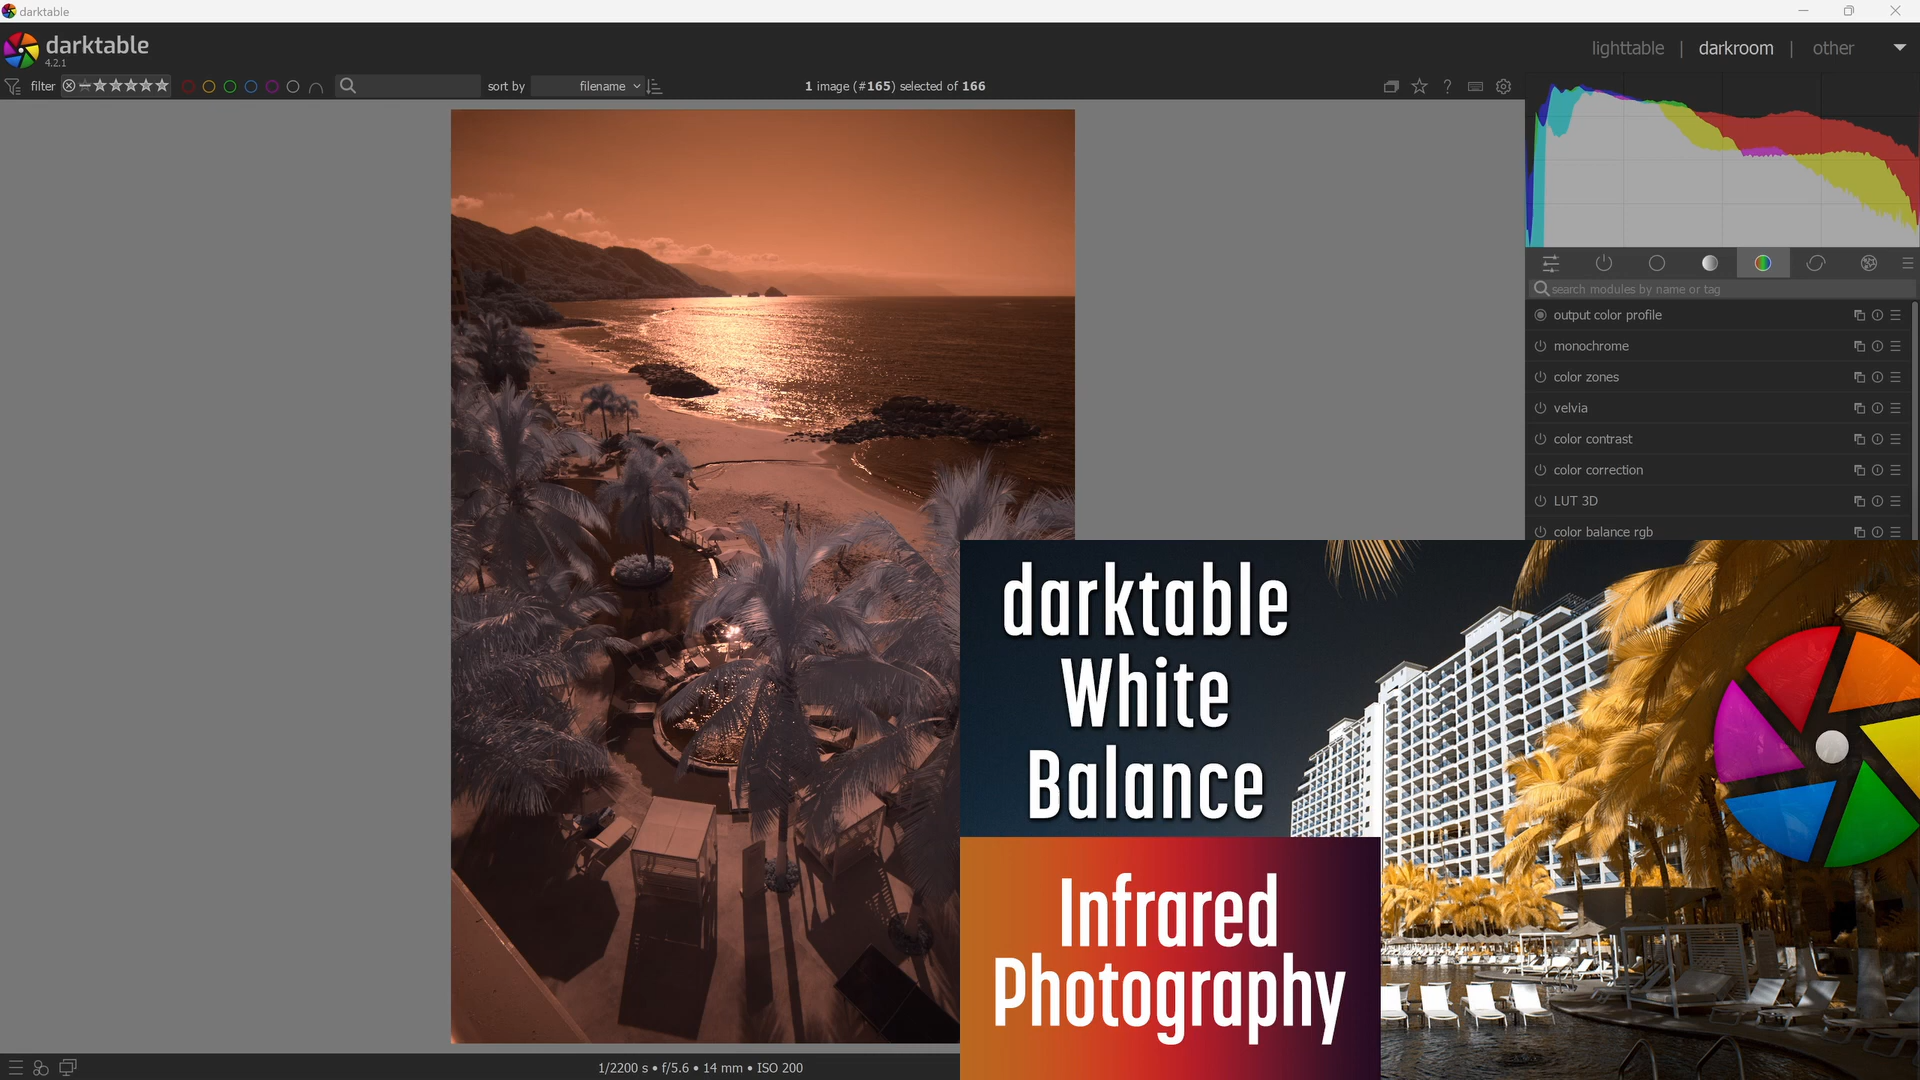 darktable
darktable
4.2.1
lighttable | darkroom | other
filter
sort by filename
1 image (#165) selected of 166
?
search modules by name or tag
output color profile
monochrome
color zones
velvia
color contrast
color correction
LUT 3D
color balance rgb
darktable
White
Balance
Infrared
Photography
1/2200 s • f/5.6 • 14 mm • ISO 200